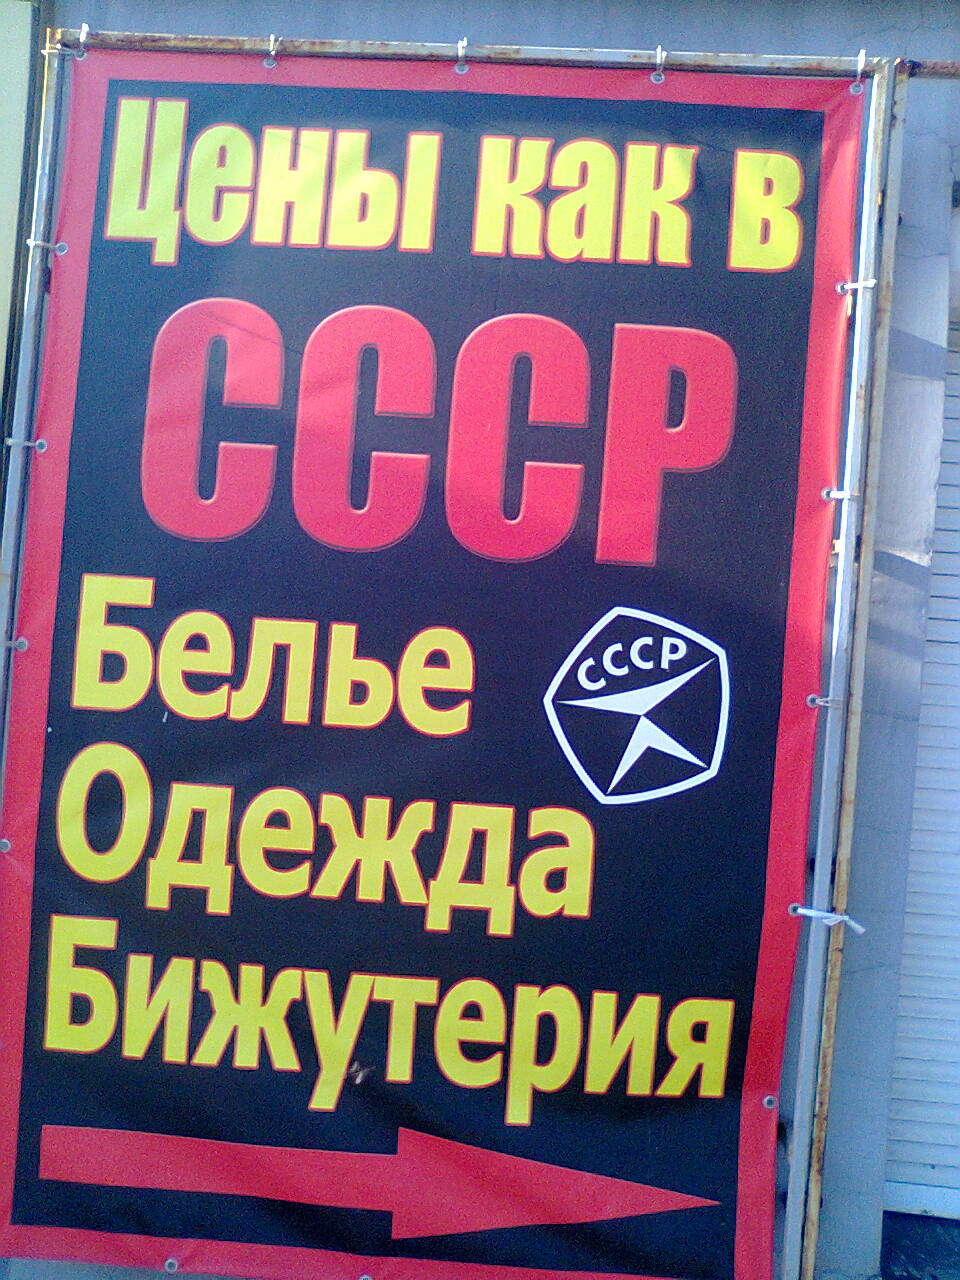 Цены как в
СССР
Белье
СССР
Одежда
Бижутерия